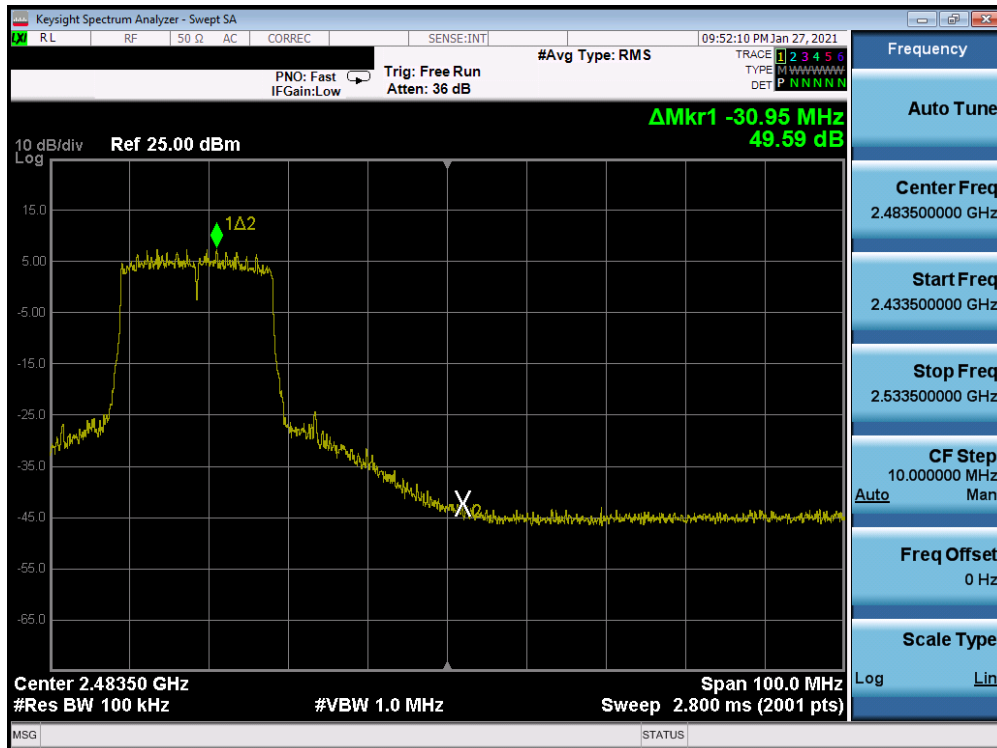 Keysight Spectrum Analyzer - Swept SA
LXI RL RF 50 Ω AC CORREC SENSE:INT 09:52:10 PM Jan 27, 2021
PNO: Fast
IFGain:Low
Trig: Free Run
Atten: 36 dB
#Avg Type: RMS
TRACE 1 2 3 4 5 6
TYPE M W W W W W
DET P N N N N N
ΔMkr1 -30.95 MHz
49.59 dB
10 dB/div
Log
Ref 25.00 dBm
15.0
5.00
-5.00
-15.0
-25.0
-35.0
-45.0
-55.0
-65.0
1Δ2
2
Center 2.48350 GHz
#Res BW 100 kHz
#VBW 1.0 MHz
Span 100.0 MHz
Sweep 2.800 ms (2001 pts)
MSG
STATUS
Frequency
Auto Tune
Center Freq
2.483500000 GHz
Start Freq
2.433500000 GHz
Stop Freq
2.533500000 GHz
CF Step
10.000000 MHz
Auto Man
Freq Offset
0 Hz
Scale Type
Log Lin